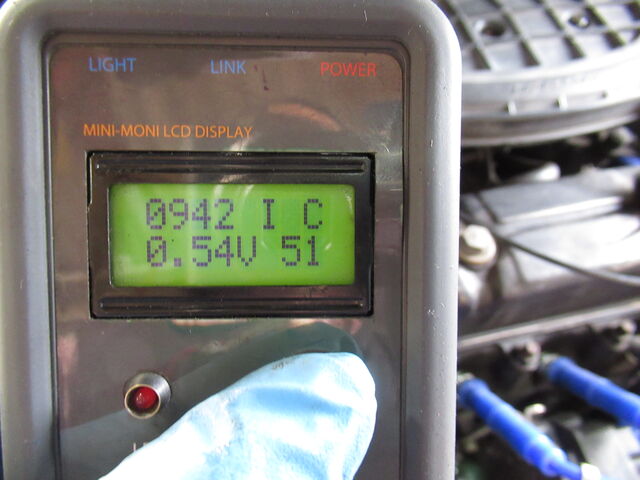 LIGHT LINK POWER
MINI-MONI LCD DISPLAY
0942 I C
0.54V 51